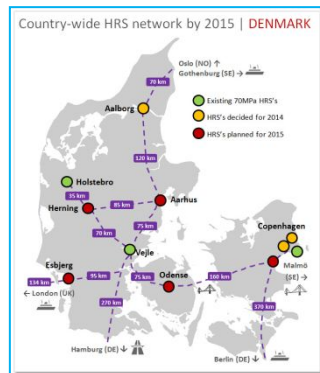 Country-wide HRS network by 2015 | DENMARK
Oslo (NO) ↑
Gothenburg (SE) →
70 km
Existing 70MPa HRS's
HRS's decided for 2014
HRS's planned for 2015
Aalborg
120 km
Holstebro
35 km
Herning
85 km
Aarhus
70 km
75 km
Copenhagen
Vejle
Malmö
(SE) →
Esbjerg
95 km
75 km
Odense
160 km
134 km
← London (UK)
270 km
370 km
Hamburg (DE) ↓
Berlin (DE) ↓